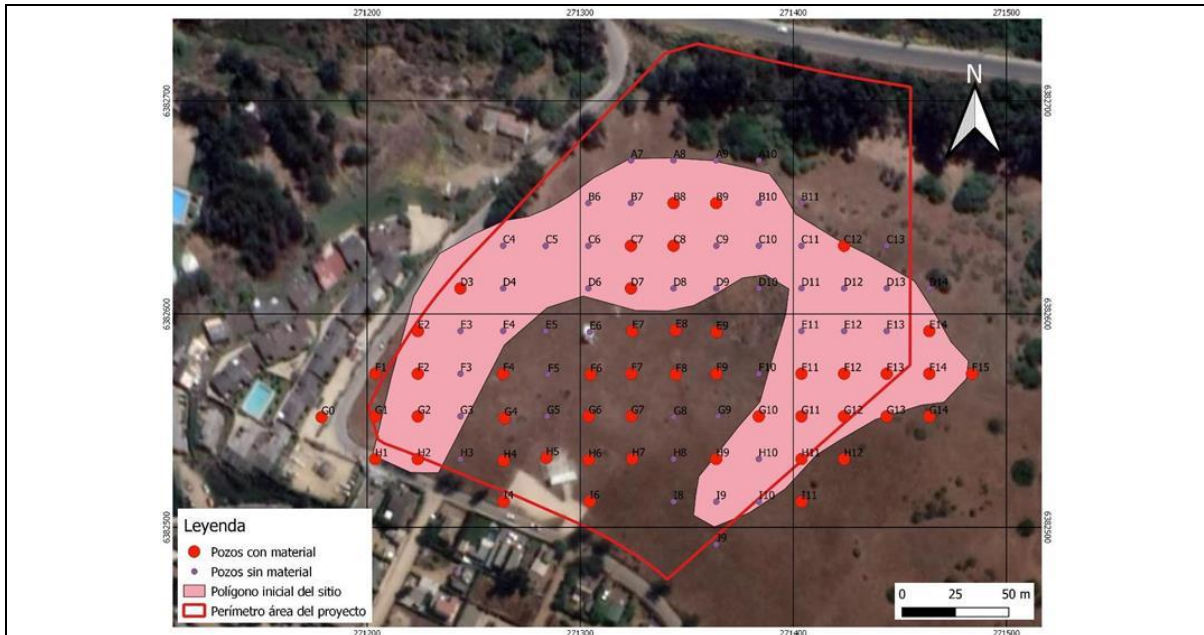 271200 271300 271400 271500
N
6382700 6382700
A7 A8 A9 A10
B6 B7 B8 B9 B10 B11
C4 C5 C6 C7 C8 C9 C10 C11 C12 C13
D3 D4 D6 D7 D8 D9 D10 D11 D12 D13 D14
6382600 6382600
E2 E3 E4 E5 E6 E7 E8 E9 E11 E12 E13 E14
F1 F2 F3 F4 F5 F6 F7 F8 F9 F10 F11 F12 F13 F14 F15
G0 G1 G2 G3 G4 G5 G6 G7 G8 G9 G10 G11 G12 G13 G14
H1 H2 H3 H4 H5 H6 H7 H8 H9 H10 H11 H12
I4 I6 I8 I9 I10 I11
6382500 6382500
J9
Leyenda
Pozos con material
Pozos sin material
Polígono inicial del sitio
Perímetro área del proyecto
0 25 50 m
271200 271300 271400 271500